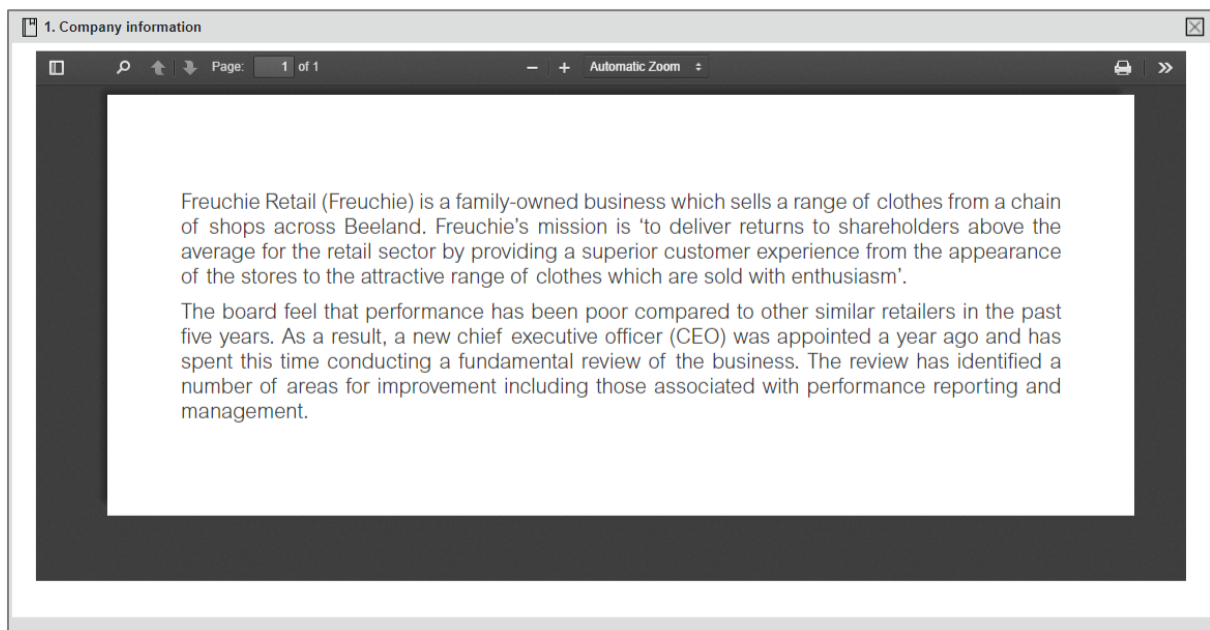 1. Company information
Page: 1 of 1
Automatic Zoom
Freuchie Retail (Freuchie) is a family-owned business which sells a range of clothes from a chain
of shops across Beeland. Freuchie's mission is 'to deliver returns to shareholders above the
average for the retail sector by providing a superior customer experience from the appearance
of the stores to the attractive range of clothes which are sold with enthusiasm'.
The board feel that performance has been poor compared to other similar retailers in the past
five years. As a result, a new chief executive officer (CEO) was appointed a year ago and has
spent this time conducting a fundamental review of the business. The review has identified a
number of areas for improvement including those associated with performance reporting and
management.